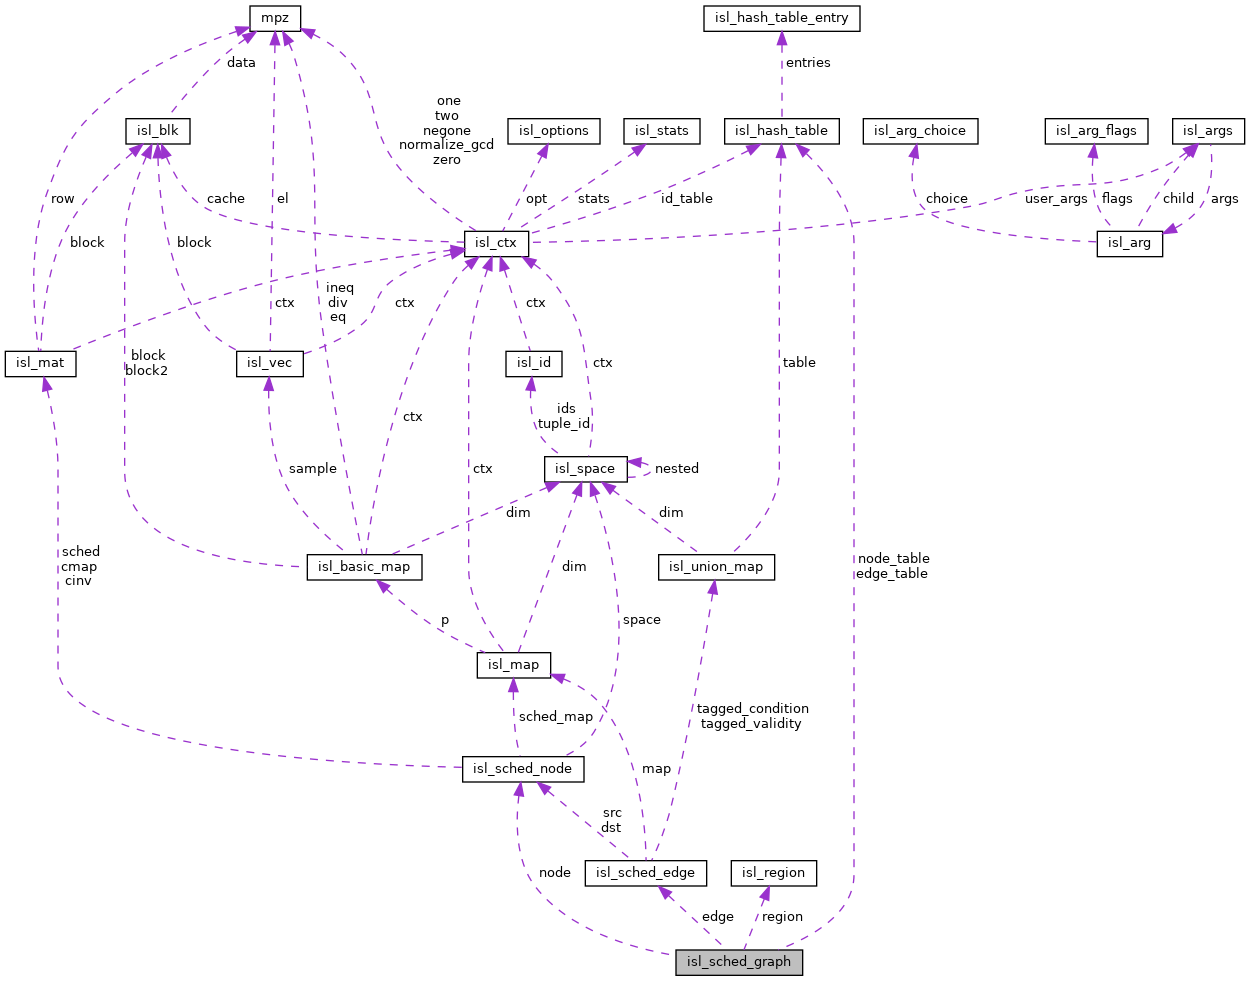 mpz
isl_hash_table_entry
data
entries
one
two
negone
normalize_gcd
zero
isl_blk
isl_options
isl_stats
isl_hash_table
isl_arg_choice
isl_arg_flags
isl_args
row
cache
el
opt
stats
id_table
choice
user_args
flags
child
args
block
block
isl_ctx
isl_arg
ineq
div
eq
ctx
ctx
ctx
block
block2
isl_mat
isl_vec
isl_id
ctx
table
ids
tuple_id
ctx
sample
ctx
isl_space
nested
dim
dim
sched
cmap
cinv
isl_basic_map
dim
isl_union_map
node_table
edge_table
p
space
isl_map
sched_map
tagged_condition
tagged_validity
isl_sched_node
map
src
dst
node
isl_sched_edge
isl_region
edge
region
isl_sched_graph